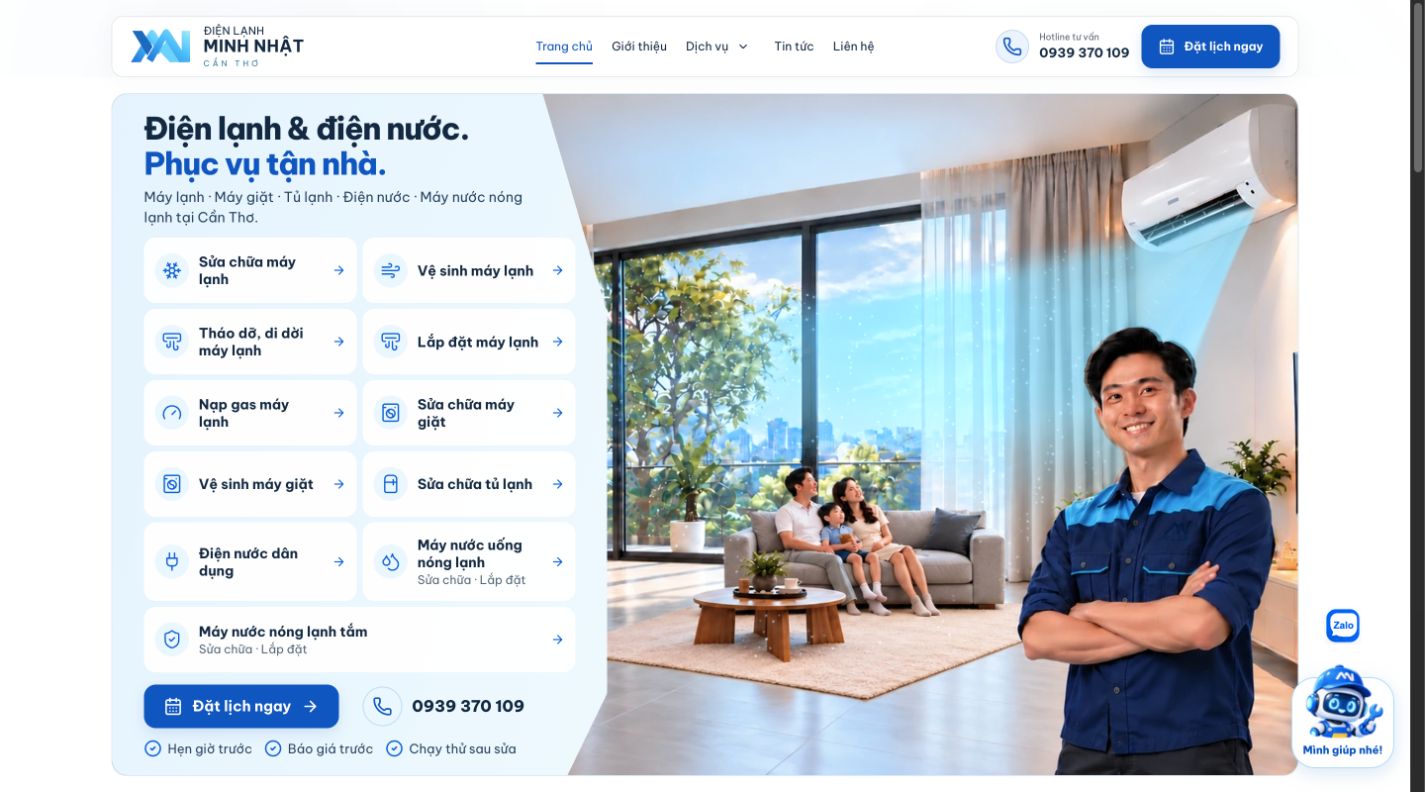 ĐIỆN LẠNH
MINH NHẬT
CẦN THƠ
Trang chủ
Giới thiệu
Dịch vụ
Tin tức
Liên hệ
Hotline tư vấn
0939 370 109
Đặt lịch ngay
Điện lạnh & điện nước.
Phục vụ tận nhà.
Máy lạnh · Máy giặt · Tủ lạnh · Điện nước · Máy nước nóng
lạnh tại Cần Thơ.
Sửa chữa máy
lạnh
Vệ sinh máy lạnh
Tháo dỡ, di dời
máy lạnh
Lắp đặt máy lạnh
Nạp gas máy
lạnh
Sửa chữa máy
giặt
Vệ sinh máy giặt
Sửa chữa tủ lạnh
Điện nước dân
dụng
Máy nước uống
nóng lạnh
Sửa chữa · Lắp đặt
Máy nước nóng lạnh tắm
Sửa chữa · Lắp đặt
Đặt lịch ngay
0939 370 109
Hẹn giờ trước
Báo giá trước
Chạy thử sau sửa
Zalo
Mình giúp nhé!